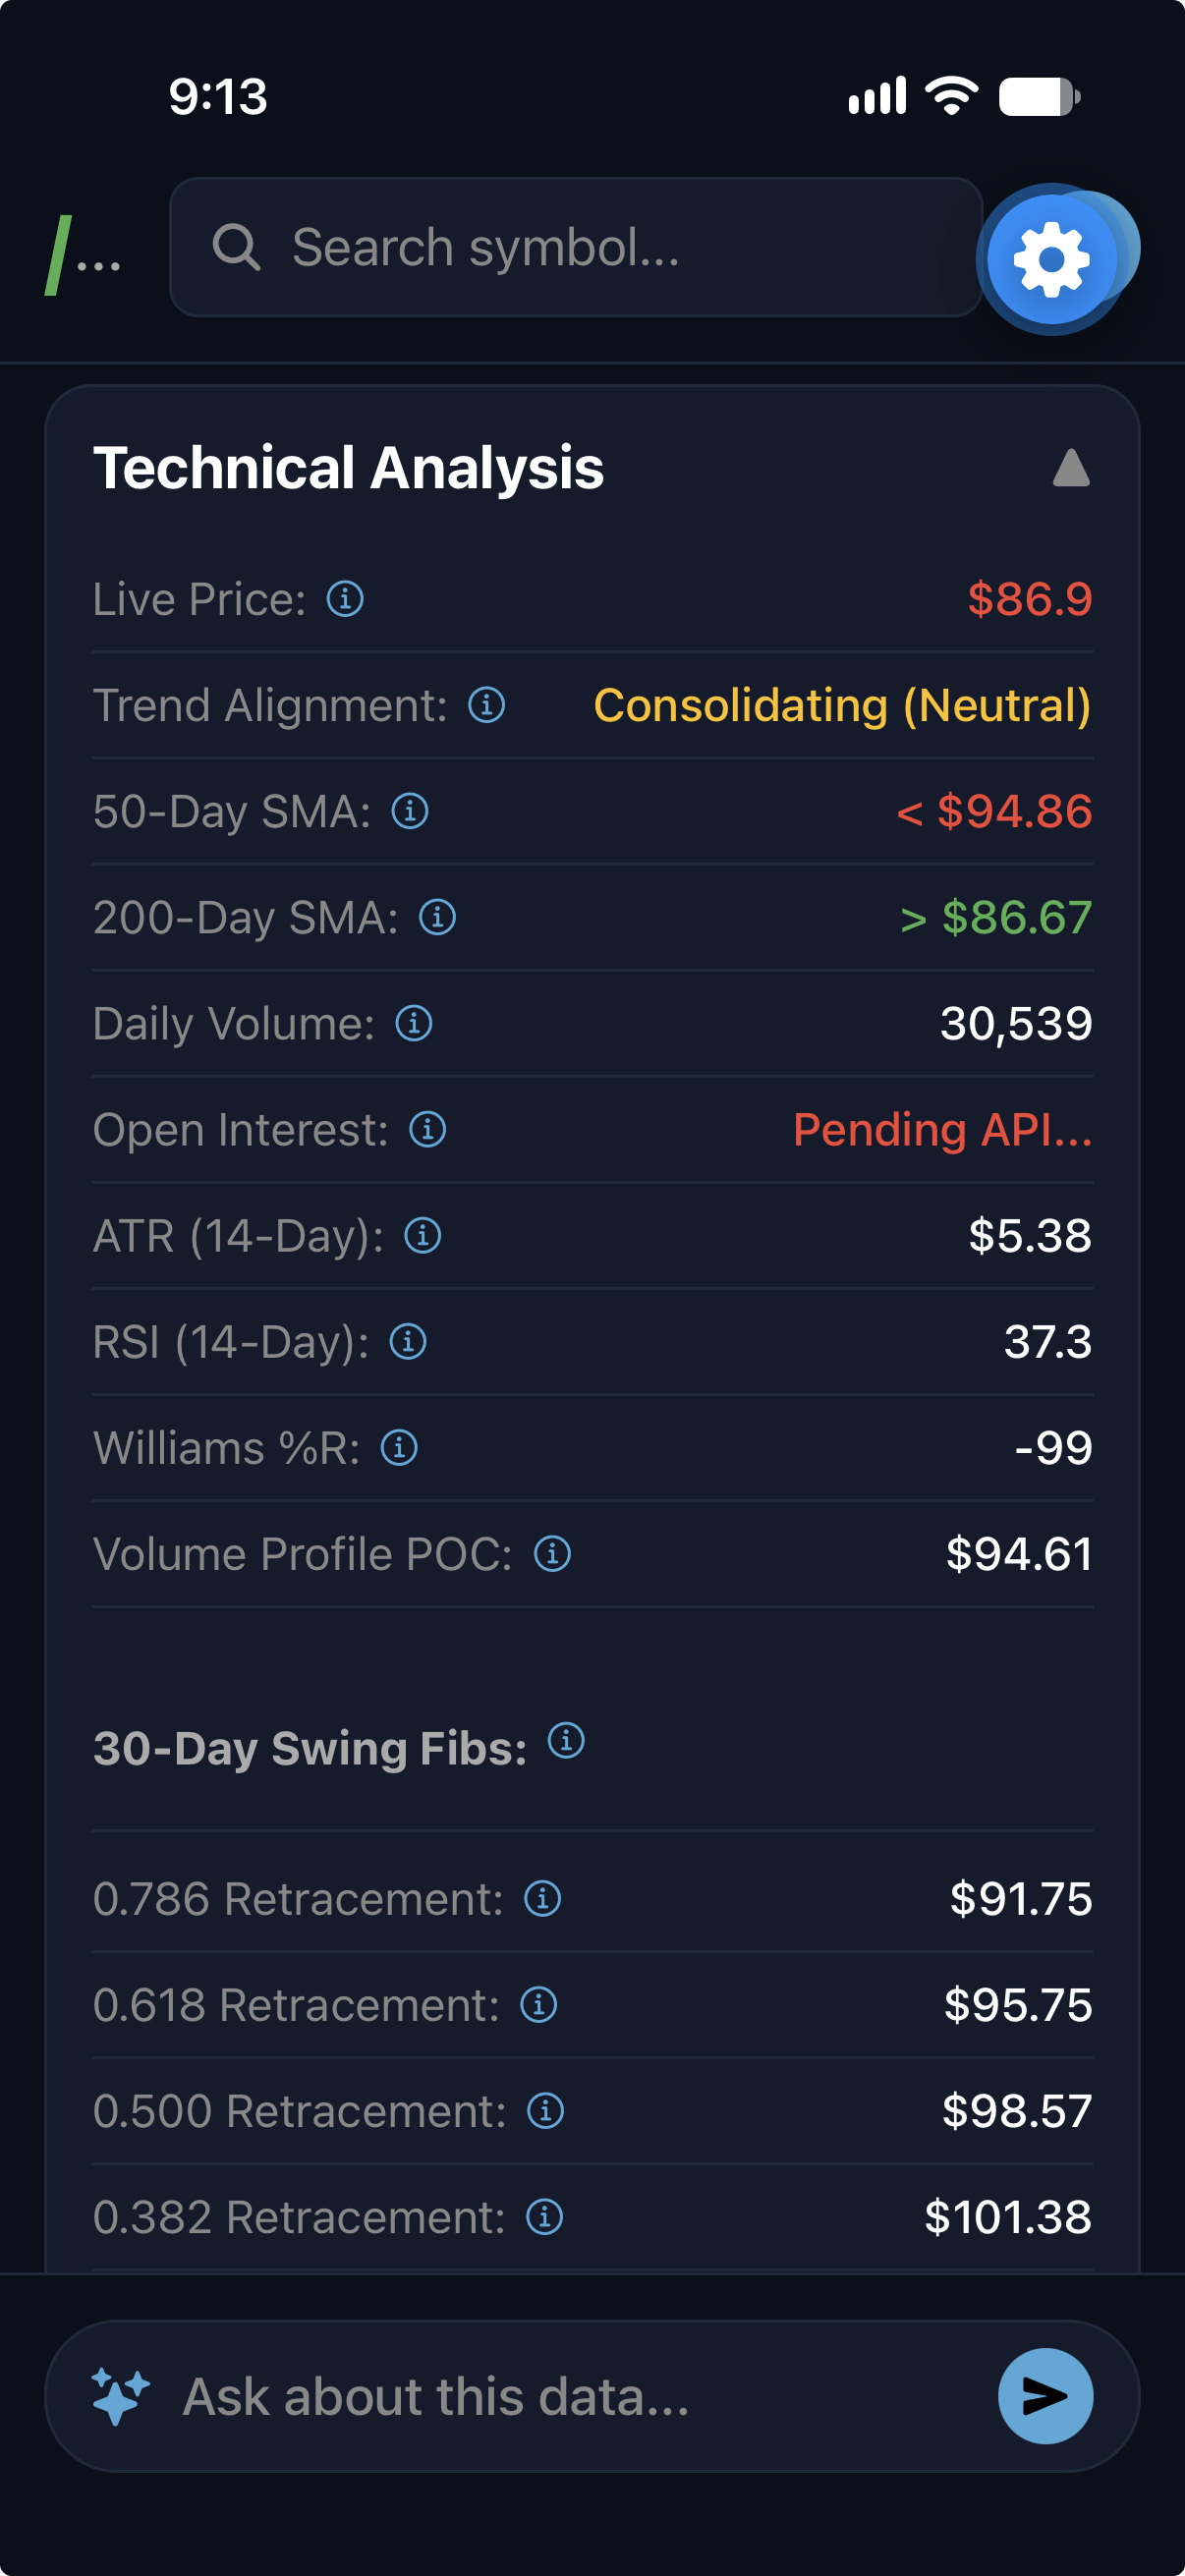 9:13
/...
Search symbol...
Technical Analysis
Live Price: $86.9
Trend Alignment: Consolidating (Neutral)
50-Day SMA: < $94.86
200-Day SMA: > $86.67
Daily Volume: 30,539
Open Interest: Pending API...
ATR (14-Day): $5.38
RSI (14-Day): 37.3
Williams %R: -99
Volume Profile POC: $94.61
30-Day Swing Fibs:
0.786 Retracement: $91.75
0.618 Retracement: $95.75
0.500 Retracement: $98.57
0.382 Retracement: $101.38
Ask about this data...